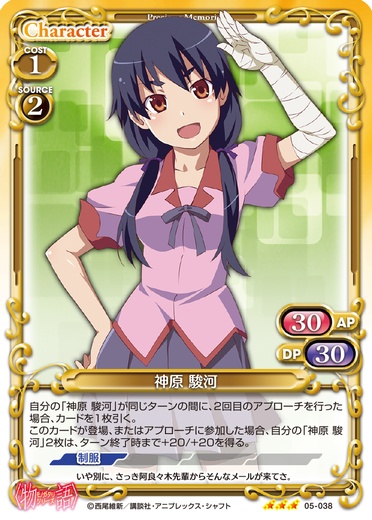 Precious Memories
Character
COST
1
SOURCE
2
30 AP
DP 30
神原 駿河
自分の「神原 駿河」が同じターンの間に、2回目のアプローチを行った
場合、カードを1枚引く。
このカードが登場、またはアプローチに参加した場合、自分の「神原 駿
河」2枚は、ターン終了時まで+20/+20を得る。
制服
いや別に、さっき阿良々木先輩からそんなメールが来てさ。
物語
©西尾維新／講談社・アニプレックス・シャフト
05-038